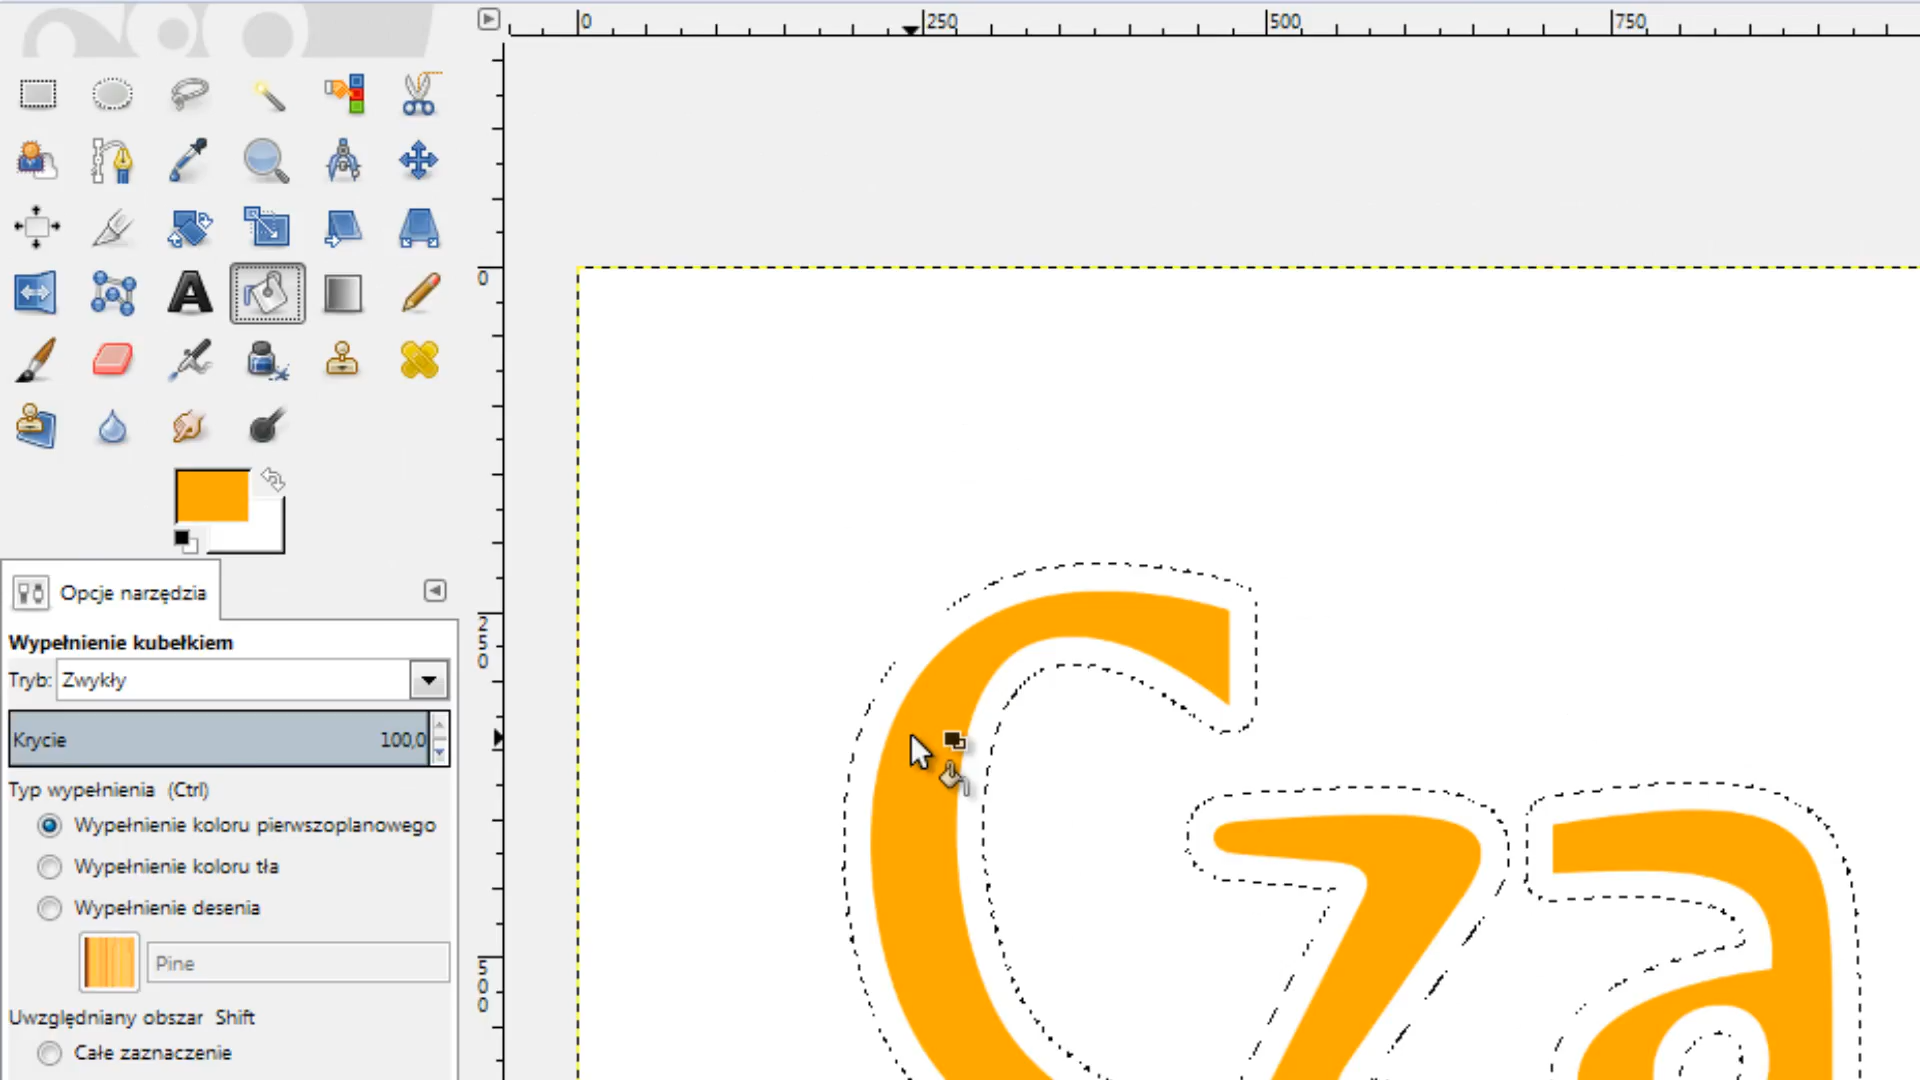 0 250 500 750
0
250
500
Opcje narzędzia
Wypełnienie kubełkiem
Tryb: Zwykły
Krycie 100,0
Typ wypełnienia (Ctrl)
Wypełnienie koloru pierwszoplanowego
Wypełnienie koloru tła
Wypełnienie desenia
Pine
Uwzględniany obszar Shift
Całe zaznaczenie
Cza